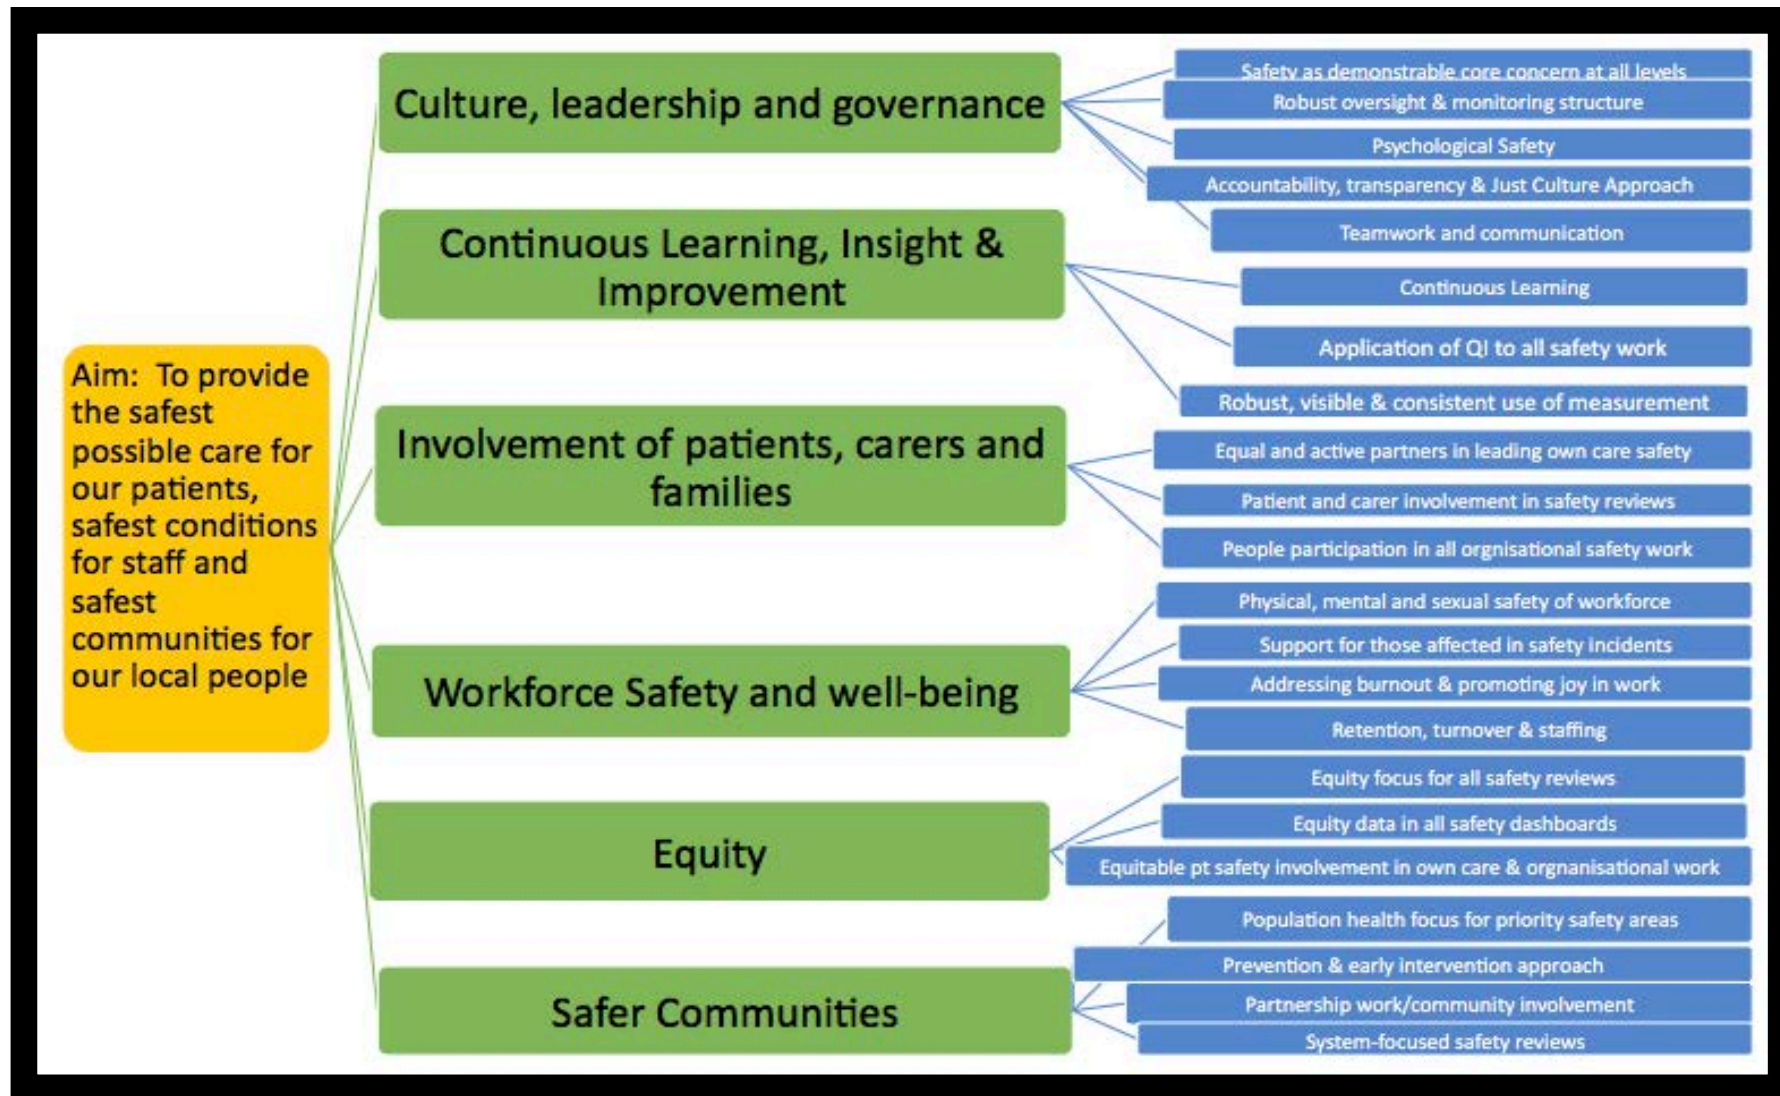 Aim: To provide
the safest
possible care for
our patients,
safest conditions
for staff and
safest
communities for
our local people
Culture, leadership and governance
Safety as demonstrable core concern at all levels
Robust oversight & monitoring structure
Psychological Safety
Accountability, transparency & Just Culture Approach
Teamwork and communication
Continuous Learning, Insight &
Improvement
Continuous Learning
Application of QI to all safety work
Robust, visible & consistent use of measurement
Involvement of patients, carers and
families
Equal and active partners in leading own care safety
Patient and carer involvement in safety reviews
People participation in all orgnisational safety work
Workforce Safety and well-being
Physical, mental and sexual safety of workforce
Support for those affected in safety incidents
Addressing burnout & promoting joy in work
Retention, turnover & staffing
Equity
Equity focus for all safety reviews
Equity data in all safety dashboards
Equitable pt safety involvement in own care & orgnanisational work
Safer Communities
Population health focus for priority safety areas
Prevention & early intervention approach
Partnership work/community involvement
System-focused safety reviews